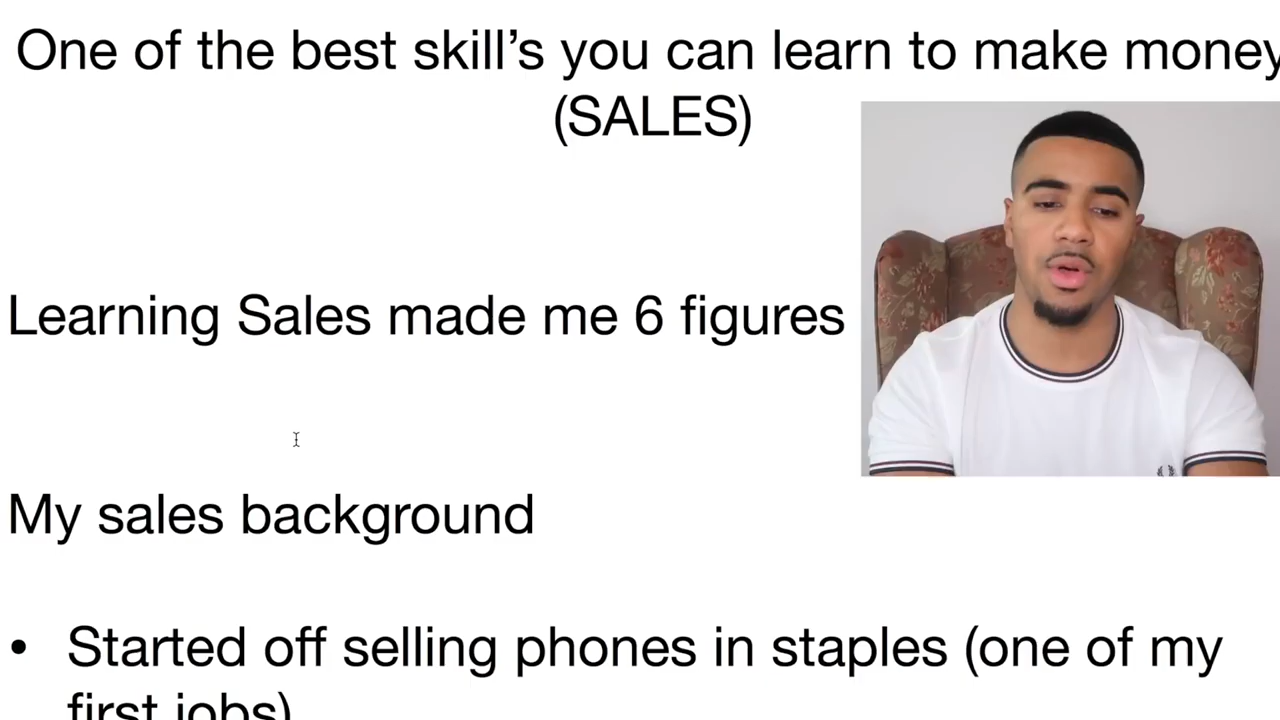 One of the best skill’s you can learn to make money
(SALES)
Learning Sales made me 6 figures
My sales background
• Started off selling phones in staples (one of my
first jobs)